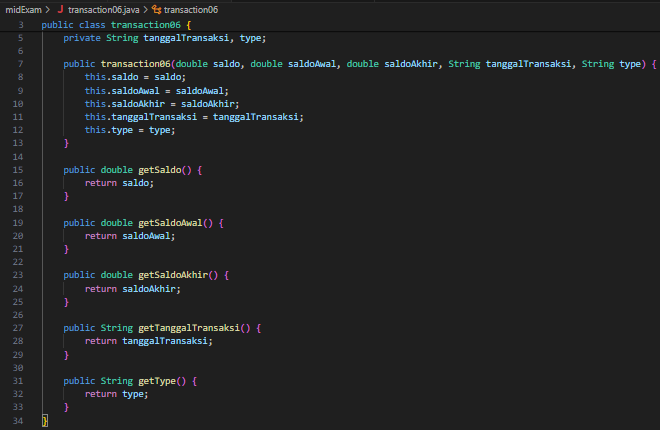 midExam > J transaction06.java > transaction06
3 public class transaction06 {
5     private String tanggalTransaksi, type;
6
7     public transaction06(double saldo, double saldoAwal, double saldoAkhir, String tanggalTransaksi, String type) {
8         this.saldo = saldo;
9         this.saldoAwal = saldoAwal;
10         this.saldoAkhir = saldoAkhir;
11         this.tanggalTransaksi = tanggalTransaksi;
12         this.type = type;
13     }
14
15     public double getSaldo() {
16         return saldo;
17     }
18
19     public double getSaldoAwal() {
20         return saldoAwal;
21     }
22
23     public double getSaldoAkhir() {
24         return saldoAkhir;
25     }
26
27     public String getTanggalTransaksi() {
28         return tanggalTransaksi;
29     }
30
31     public String getType() {
32         return type;
33     }
34 }